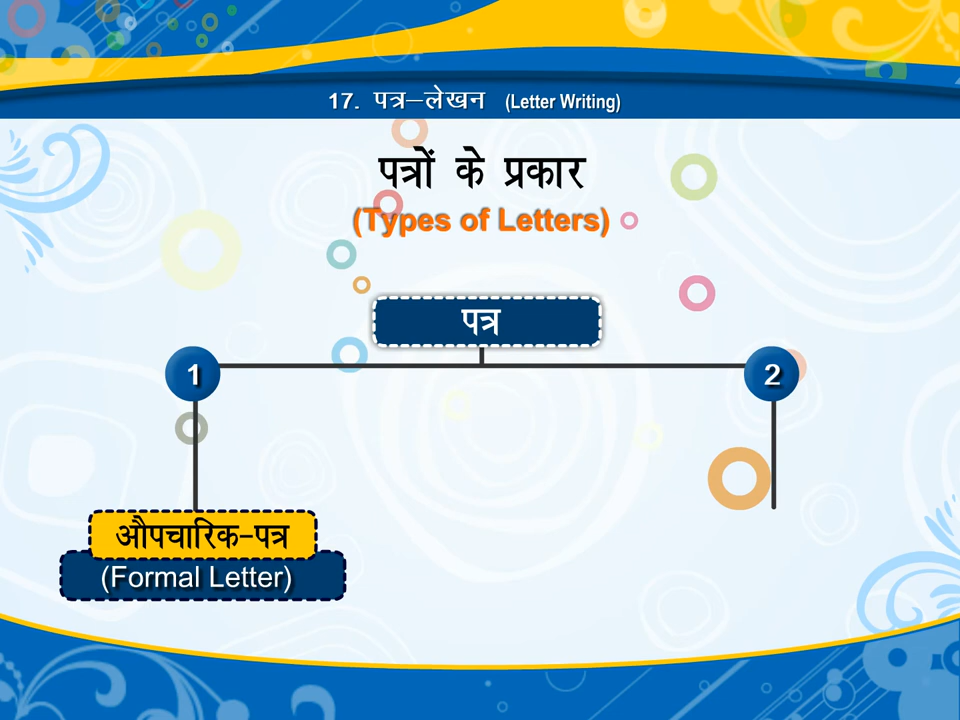 17. पत्र–लेखन (Letter Writing)
पत्रों के प्रकार
(Types of Letters)
पत्र
1
2
औपचारिक-पत्र
(Formal Letter)